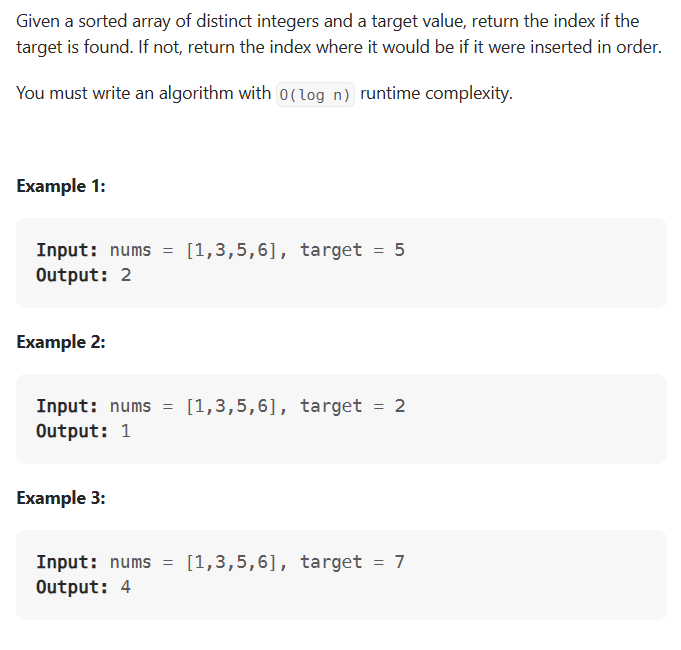 Given a sorted array of distinct integers and a target value, return the index if the
target is found. If not, return the index where it would be if it were inserted in order.
You must write an algorithm with O(log n) runtime complexity.
Example 1:
Input: nums = [1,3,5,6], target = 5
Output: 2
Example 2:
Input: nums = [1,3,5,6], target = 2
Output: 1
Example 3:
Input: nums = [1,3,5,6], target = 7
Output: 4